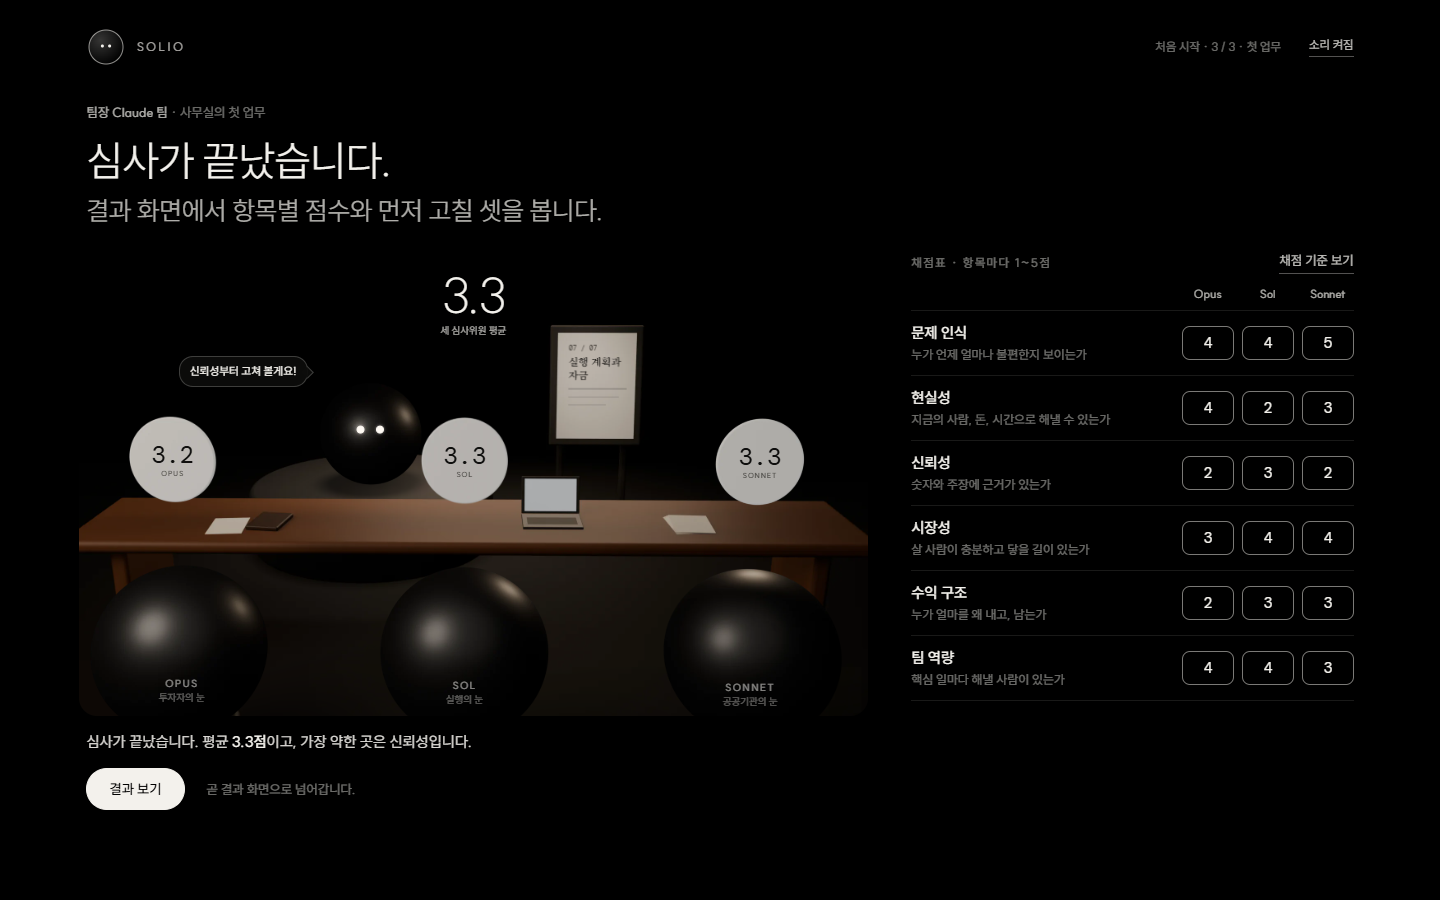 SOLIO
처음 시작 · 3 / 3 · 첫 업무
소리 켜짐
팀장 Claude 팀 · 사무실의 첫 업무
심사가 끝났습니다.
결과 화면에서 항목별 점수와 먼저 고칠 셋을 봅니다.
3.3
세 심사위원 평균
07 / 07
실행 계획과
자금
신뢰성부터 고쳐 볼게요!
3.2
OPUS
3.3
SOL
3.3
SONNET
OPUS
투자자의 눈
SOL
실행의 눈
SONNET
공공기관의 눈
심사가 끝났습니다. 평균 3.3점이고, 가장 약한 곳은 신뢰성입니다.
결과 보기
곧 결과 화면으로 넘어갑니다.
채점표 · 항목마다 1~5점
채점 기준 보기
Opus Sol Sonnet
문제 인식
누가 언제 얼마나 불편한지 보이는가
4 4 5
현실성
지금의 사람, 돈, 시간으로 해낼 수 있는가
4 2 3
신뢰성
숫자와 주장에 근거가 있는가
2 3 2
시장성
살 사람이 충분하고 닿을 길이 있는가
3 4 4
수익 구조
누가 얼마를 왜 내고, 남는가
2 3 3
팀 역량
핵심 일마다 해낼 사람이 있는가
4 4 3